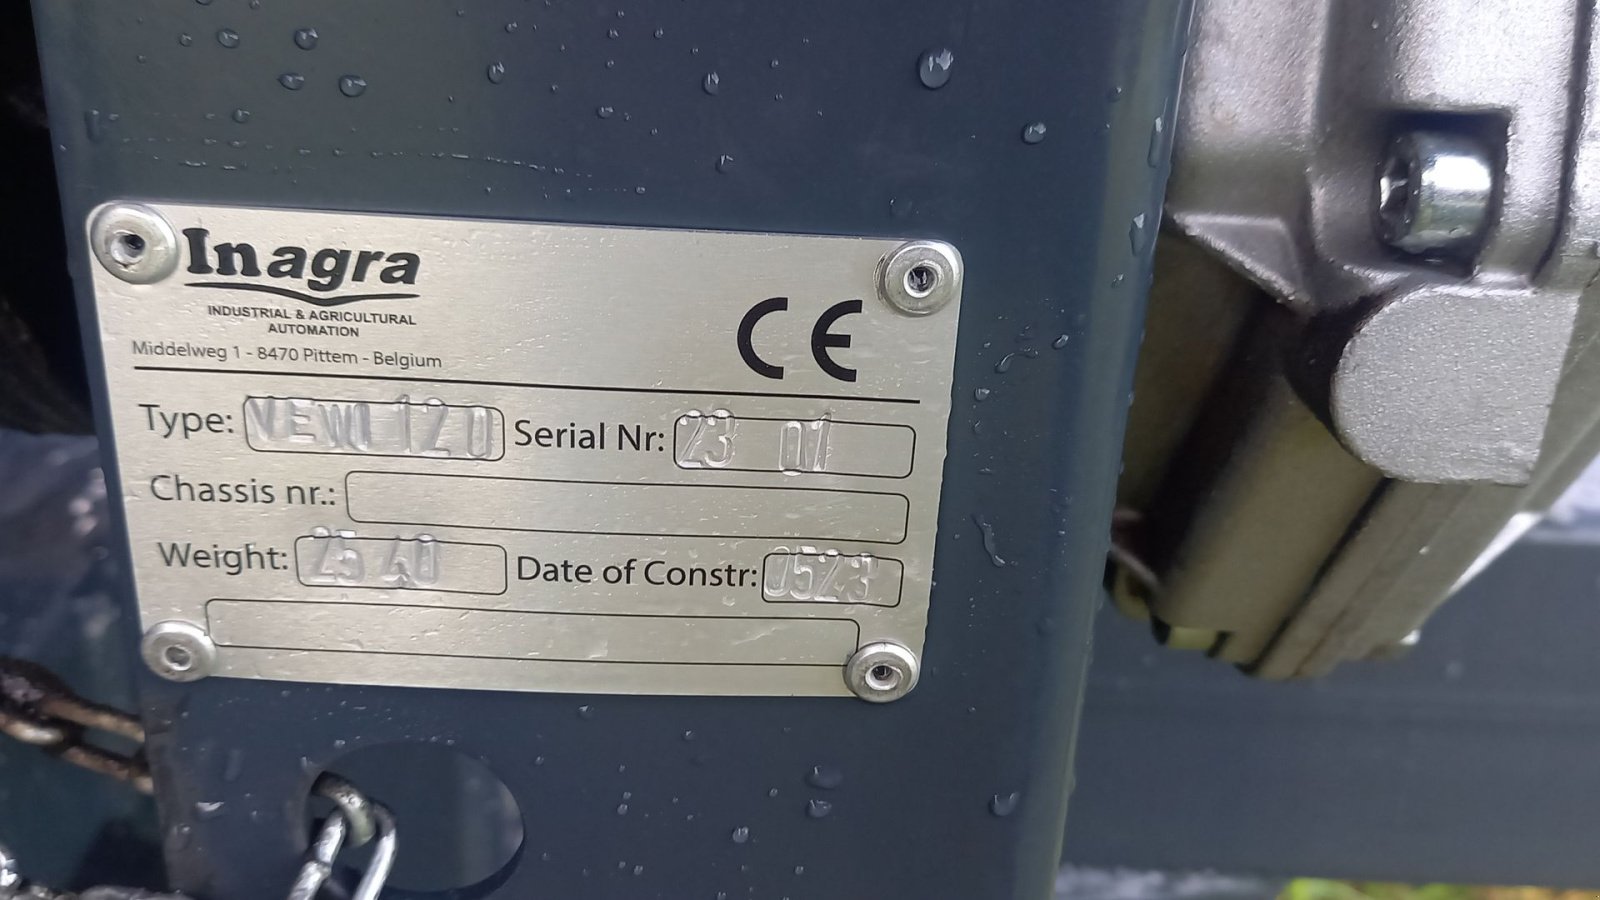 Inagra
INDUSTRIAL & AGRICULTURAL
AUTOMATION
Middelweg 1 - 8470 Pittem - Belgium
CE
Type: VEWI 120 Serial Nr: 23 01
Chassis nr.:
Weight: 2540 Date of Constr: 0523